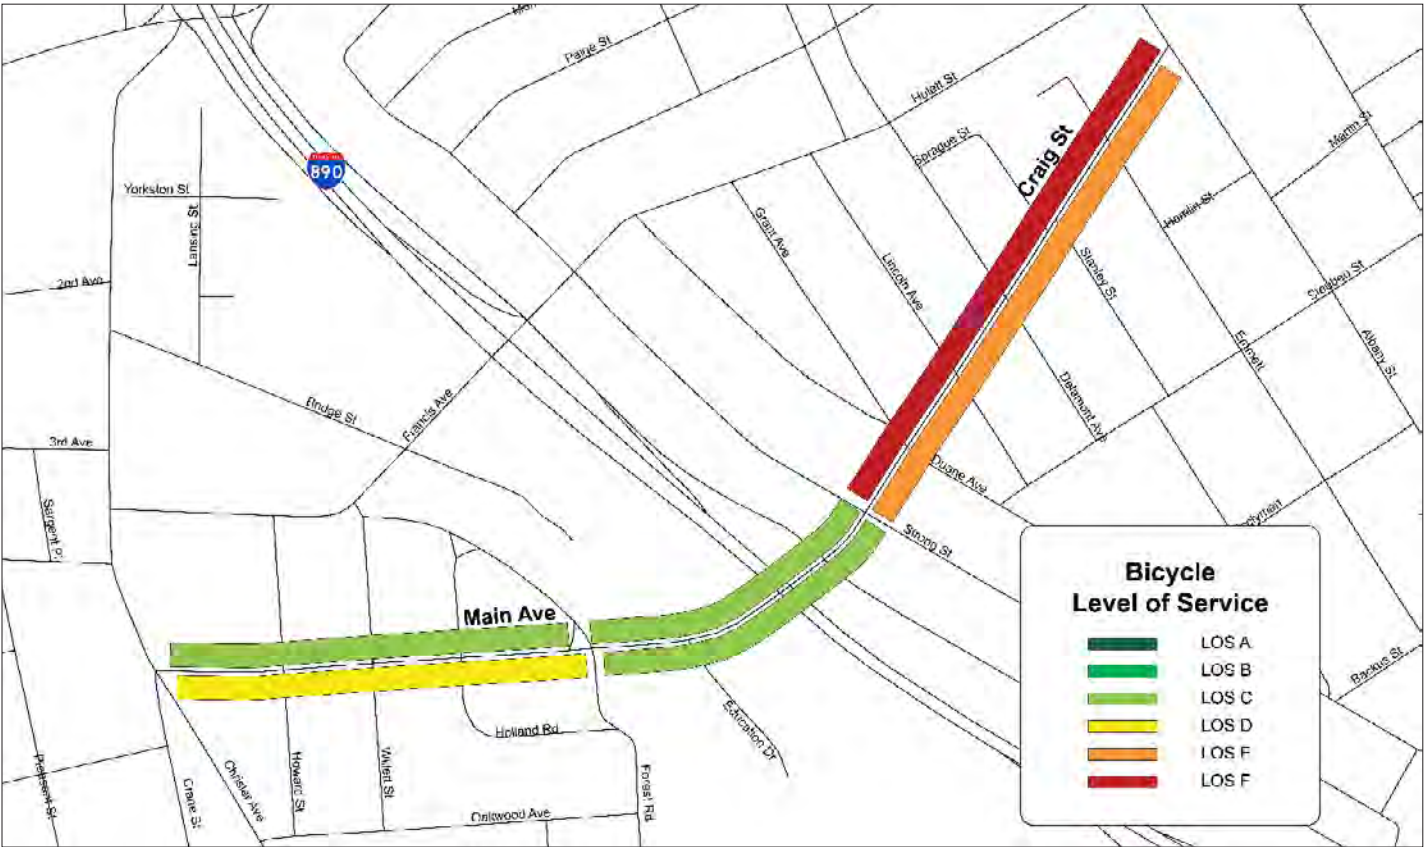 Paige St
Hulett St
Martin St
Sprague St
Craig St
890
Yorkston St
Lansing St
Hamlin St
Grant Ave
2nd Ave
Lincoln Ave
Stanley St
Steuben St
Emmett
Albany St
Bridge St
Francis Ave
Delamont Ave
3rd Ave
Duane Ave
Sargent Pl
Strong St
Main Ave
Bicycle
Level of Service
LOS A
LOS B
LOS C
LOS D
LOS E
LOS F
Backus St
Education Dr
Holland Rd
Pleasant St
Crane St
Chrisler Ave
Howard St
Forest Rd
Oakwood Ave